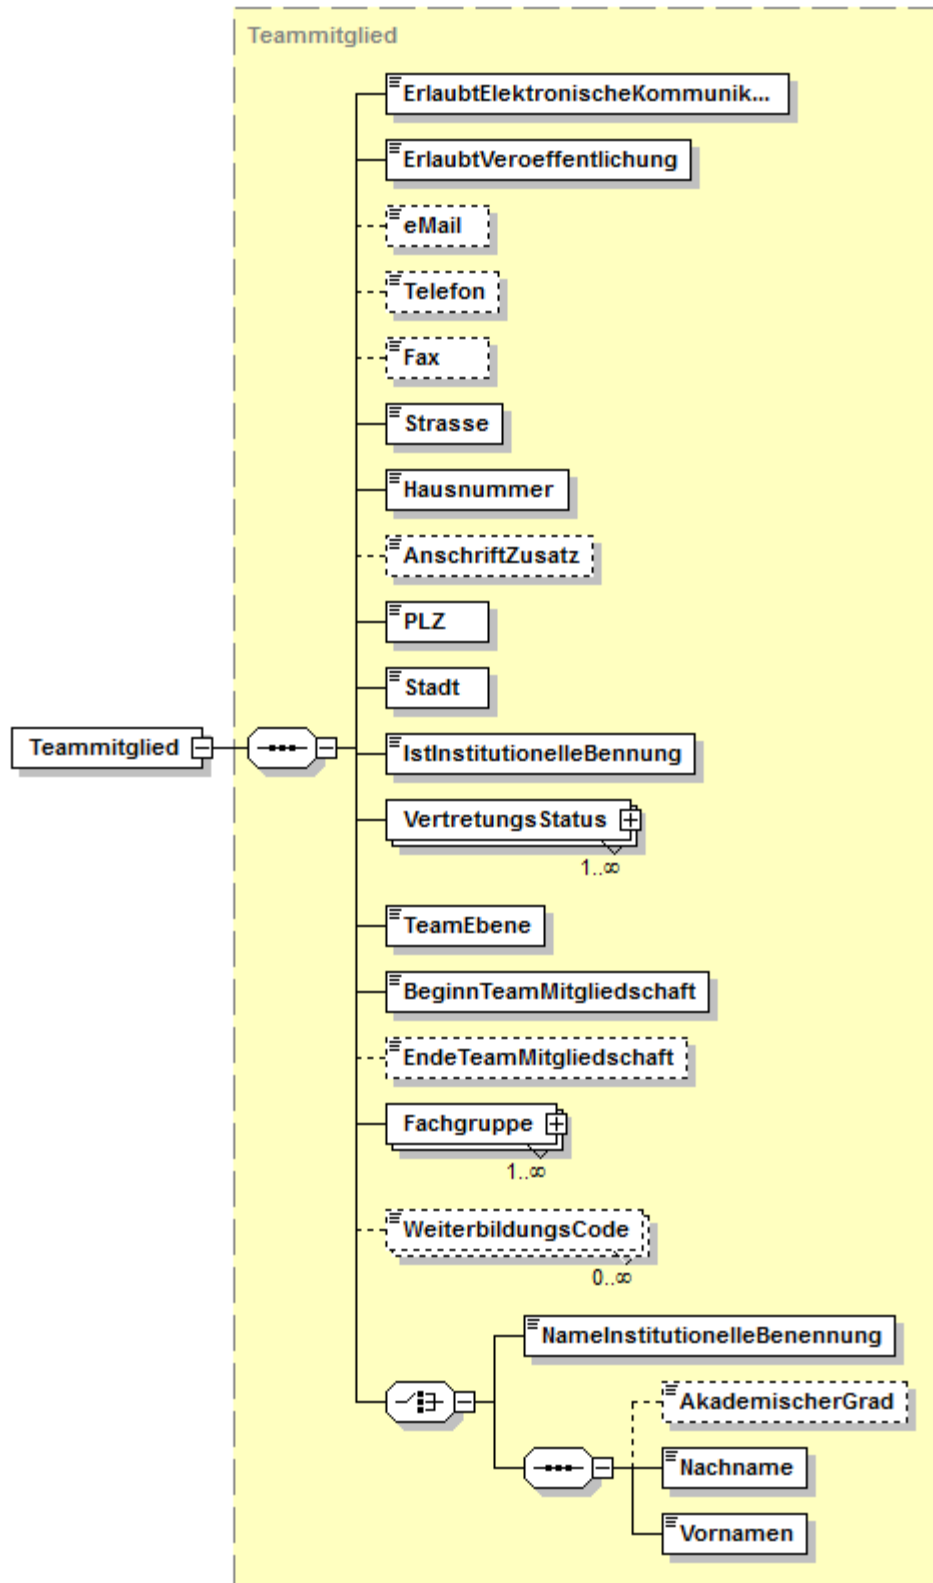 Teammitglied
ErlaubtElektronischeKommunik...
ErlaubtVeroeffentlichung
eMail
Telefon
Fax
Strasse
Hausnummer
AnschriftZusatz
PLZ
Stadt
Teammitglied
IstInstitutionelleBennung
VertretungsStatus
1..∞
TeamEbene
BeginnTeamMitgliedschaft
EndeTeamMitgliedschaft
Fachgruppe
1..∞
WeiterbildungsCode
0..∞
NameInstitutionelleBenennung
AkademischerGrad
Nachname
Vornamen